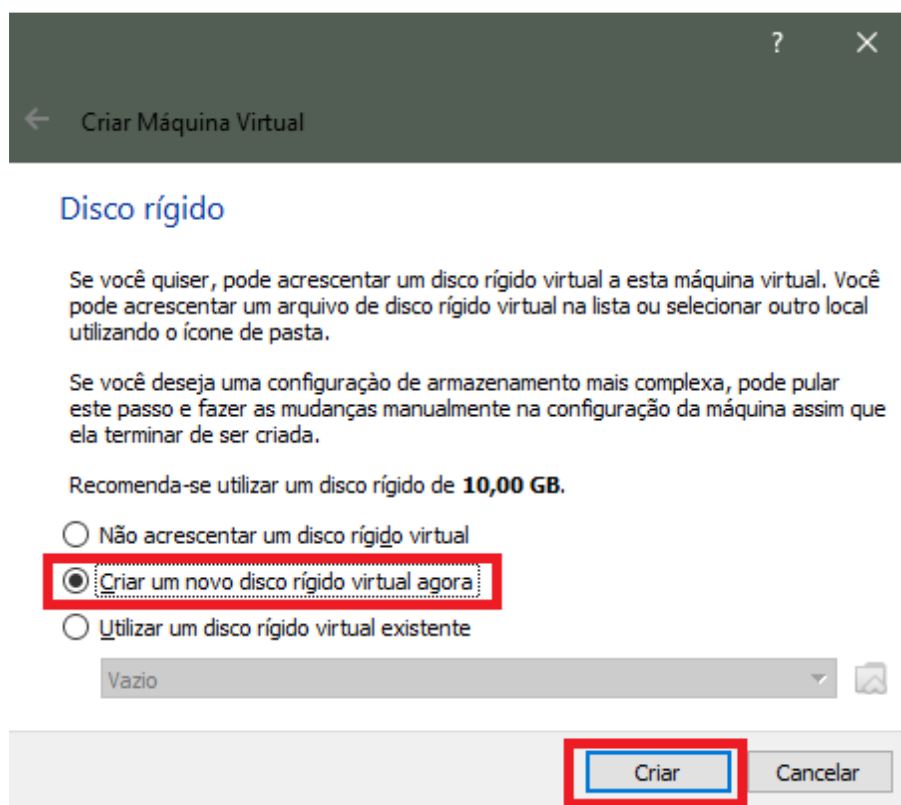 ?
Criar Máquina Virtual
Disco rígido
Se você quiser, pode acrescentar um disco rígido virtual a esta máquina virtual. Você
pode acrescentar um arquivo de disco rígido virtual na lista ou selecionar outro local
utilizando o ícone de pasta.
Se você deseja uma configuraçào de armazenamento mais complexa, pode pular
este passo e fazer as mudanças manualmente na configuração da máquina assim que
ela terminar de ser criada.
Recomenda-se utilizar um disco rígido de 10,00 GB.
Não acrescentar um disco rígido virtual
Criar um novo disco rígido virtual agora
Utilizar um disco rígido virtual existente
Vazio
Criar Cancelar